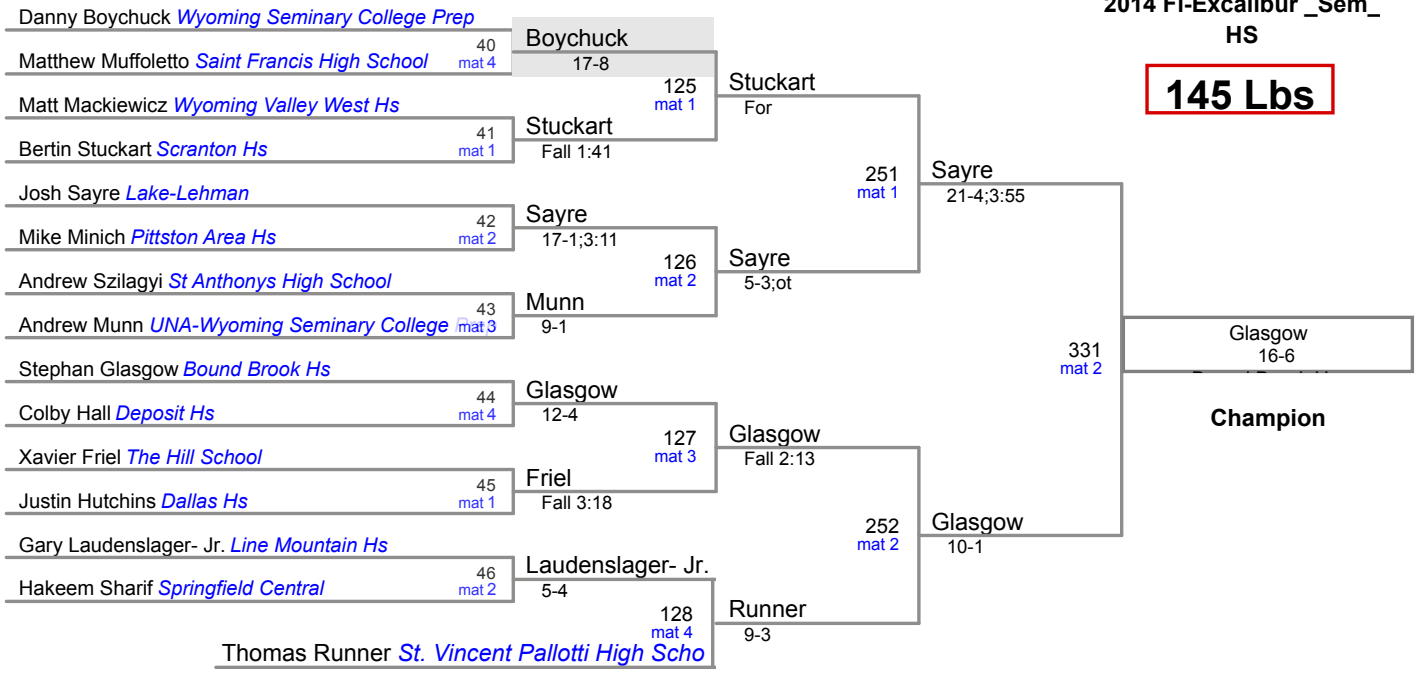 2014 FI-Excalibur _Sem_
HS
145 Lbs
Danny Boychuck Wyoming Seminary College Prep
40
mat 4
Matthew Muffoletto Saint Francis High School
Boychuck
17-8
Matt Mackiewicz Wyoming Valley West Hs
41
mat 1
Bertin Stuckart Scranton Hs
Stuckart
Fall 1:41
125
mat 1
Stuckart
For
Josh Sayre Lake-Lehman
42
mat 2
Mike Minich Pittston Area Hs
Sayre
17-1;3:11
Andrew Szilagyi St Anthonys High School
43
mat 3
Andrew Munn UNA-Wyoming Seminary College Prep
Munn
9-1
126
mat 2
Sayre
5-3;ot
251
mat 1
Sayre
21-4;3:55
Stephan Glasgow Bound Brook Hs
44
mat 4
Colby Hall Deposit Hs
Glasgow
12-4
Xavier Friel The Hill School
45
mat 1
Justin Hutchins Dallas Hs
Friel
Fall 3:18
127
mat 3
Glasgow
Fall 2:13
Gary Laudenslager- Jr. Line Mountain Hs
46
mat 2
Hakeem Sharif Springfield Central
Laudenslager- Jr.
5-4
128
mat 4
Thomas Runner St. Vincent Pallotti High Scho
Runner
9-3
252
mat 2
Glasgow
10-1
331
mat 2
Glasgow
16-6
Champion